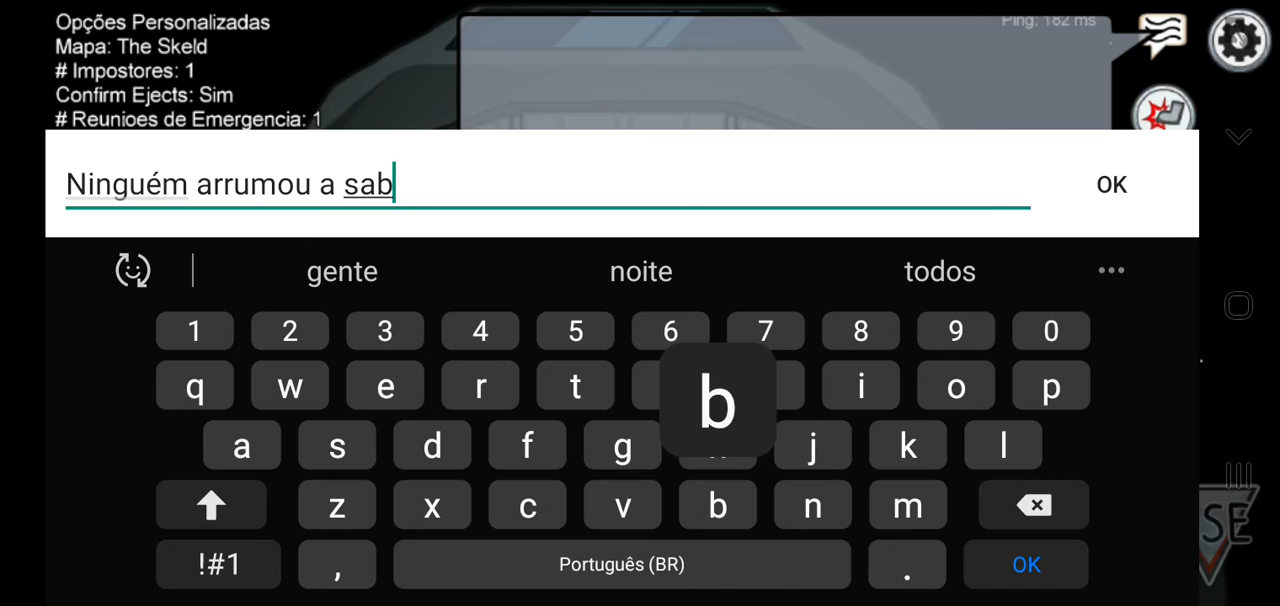 Opções Personalizadas
Ping: 182 ms
Mapa: The Skeld
# Impostores: 1
Confirm Ejects: Sim
# Reunioes de Emergencia: 1
Ninguém arrumou a sab
OK
gente noite todos
1 2 3 4 5 6 7 8 9 0
q w e r t i o p
b
a s d f g j k l
z x c v b n m
!#1 , Português (BR) . OK
SE